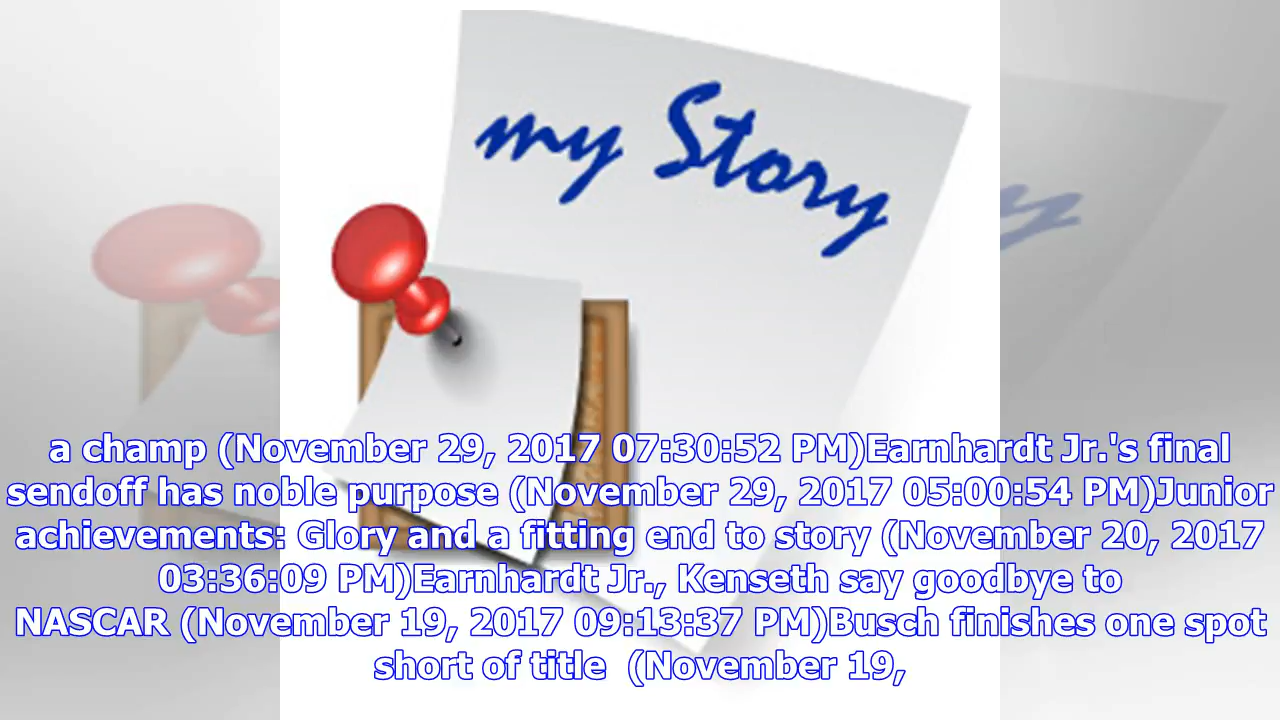 my Story
a champ (November 29, 2017 07:30:52 PM)Earnhardt Jr.'s final
sendoff has noble purpose (November 29, 2017 05:00:54 PM)Junior
achievements: Glory and a fitting end to story (November 20, 2017
03:36:09 PM)Earnhardt Jr., Kenseth say goodbye to
NASCAR (November 19, 2017 09:13:37 PM)Busch finishes one spot
short of title  (November 19,